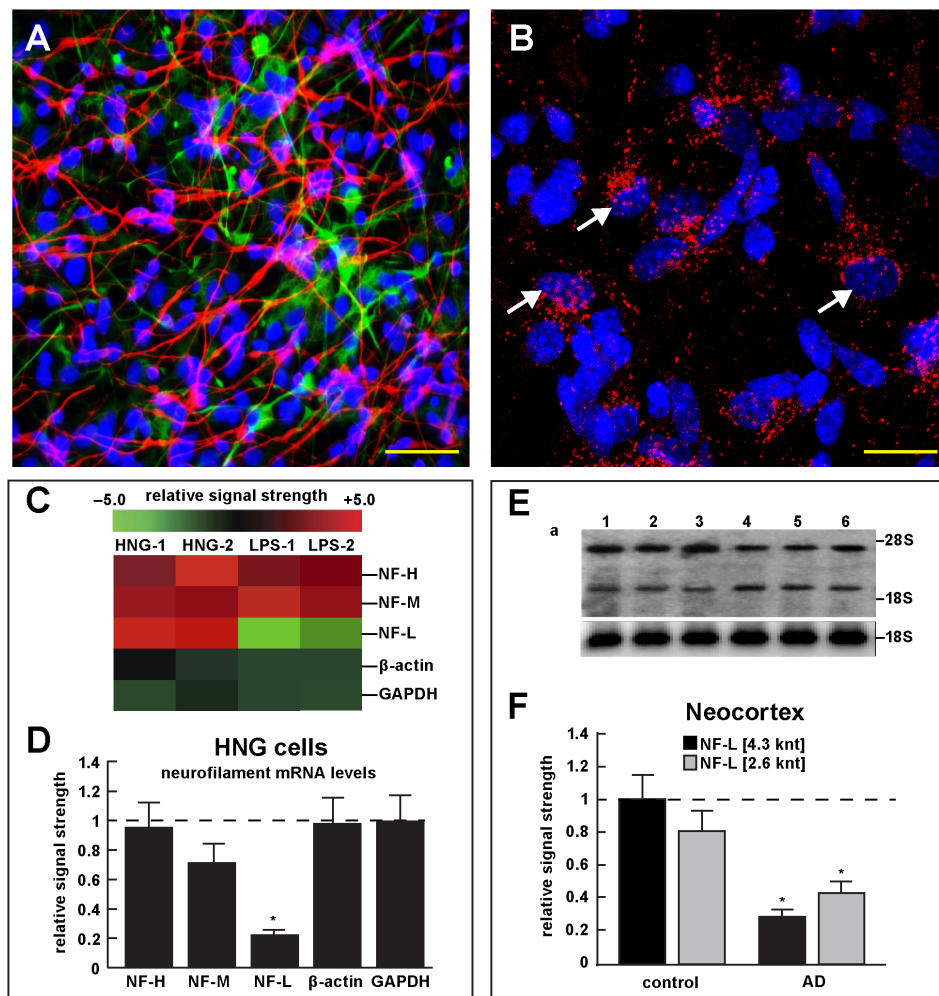 A
B
C
relative signal strength
–5.0 +5.0
HNG-1 HNG-2 LPS-1 LPS-2
NF-H
NF-M
NF-L
β-actin
GAPDH
D
HNG cells
neurofilament mRNA levels
relative signal strength
1.4
1.2
1
0.8
0.6
0.4
0.2
0
*
NF-H NF-M NF-L β-actin GAPDH
E
a
1 2 3 4 5 6
28S
18S
18S
F
Neocortex
NF-L [4.3 knt]
NF-L [2.6 knt]
relative signal strength
1.4
1.2
1
0.8
0.6
0.4
0.2
0
* *
control AD